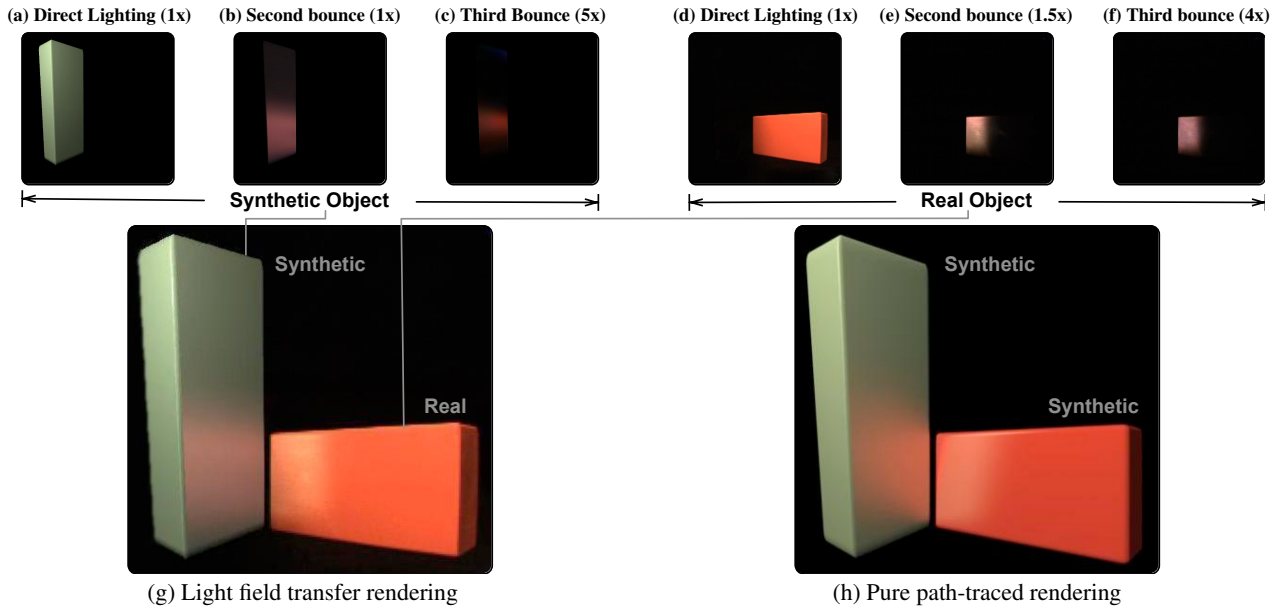 (a) Direct Lighting (1x)
(b) Second bounce (1x)
(c) Third Bounce (5x)
(d) Direct Lighting (1x)
(e) Second bounce (1.5x)
(f) Third bounce (4x)
Synthetic Object
Real Object
Synthetic
Real
Synthetic
Synthetic
(g) Light field transfer rendering
(h) Pure path-traced rendering